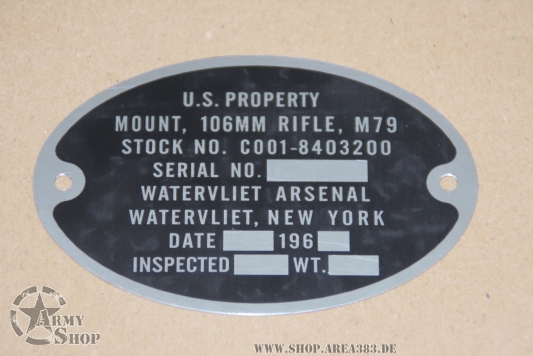 U.S. PROPERTY
MOUNT, 106MM RIFLE, M79
STOCK NO. C001-8403200
SERIAL NO.
WATERVLIET ARSENAL
WATERVLIET, NEW YORK
DATE 196
INSPECTED WT.
ARMY
SHOP
WWW.SHOP.AREA383.DE